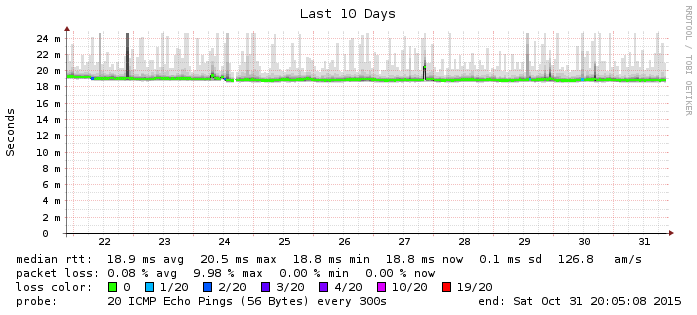 Last 10 Days
RRDTOOL / TOBI OETIKER
Seconds
24 m
22 m
20 m
18 m
16 m
14 m
12 m
10 m
8 m
6 m
4 m
2 m
0
22 23 24 25 26 27 28 29 30 31
median rtt: 18.9 ms avg 20.5 ms max 18.8 ms min 18.8 ms now 0.1 ms sd 126.8 am/s
packet loss: 0.08 % avg 9.98 % max 0.00 % min 0.00 % now
loss color: 0 1/20 2/20 3/20 4/20 10/20 19/20
probe: 20 ICMP Echo Pings (56 Bytes) every 300s end: Sat Oct 31 20:05:08 2015